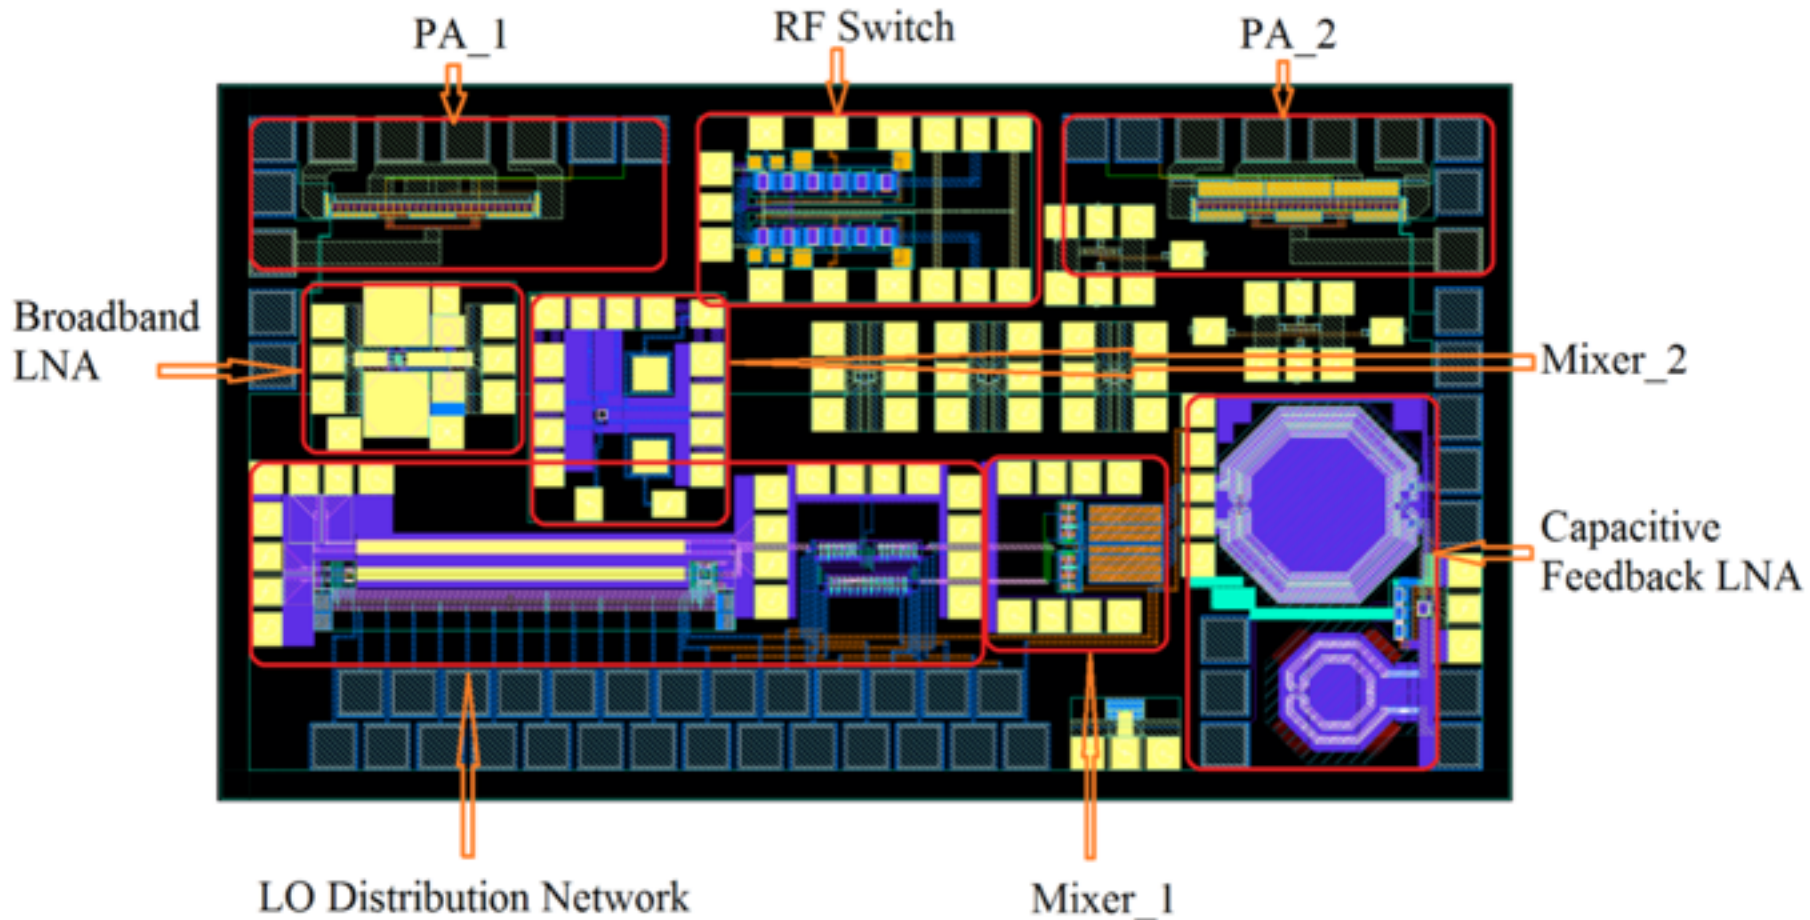 PA_1
RF Switch
PA_2
Broadband
LNA
Mixer_2
Capacitive
Feedback LNA
LO Distribution Network
Mixer_1